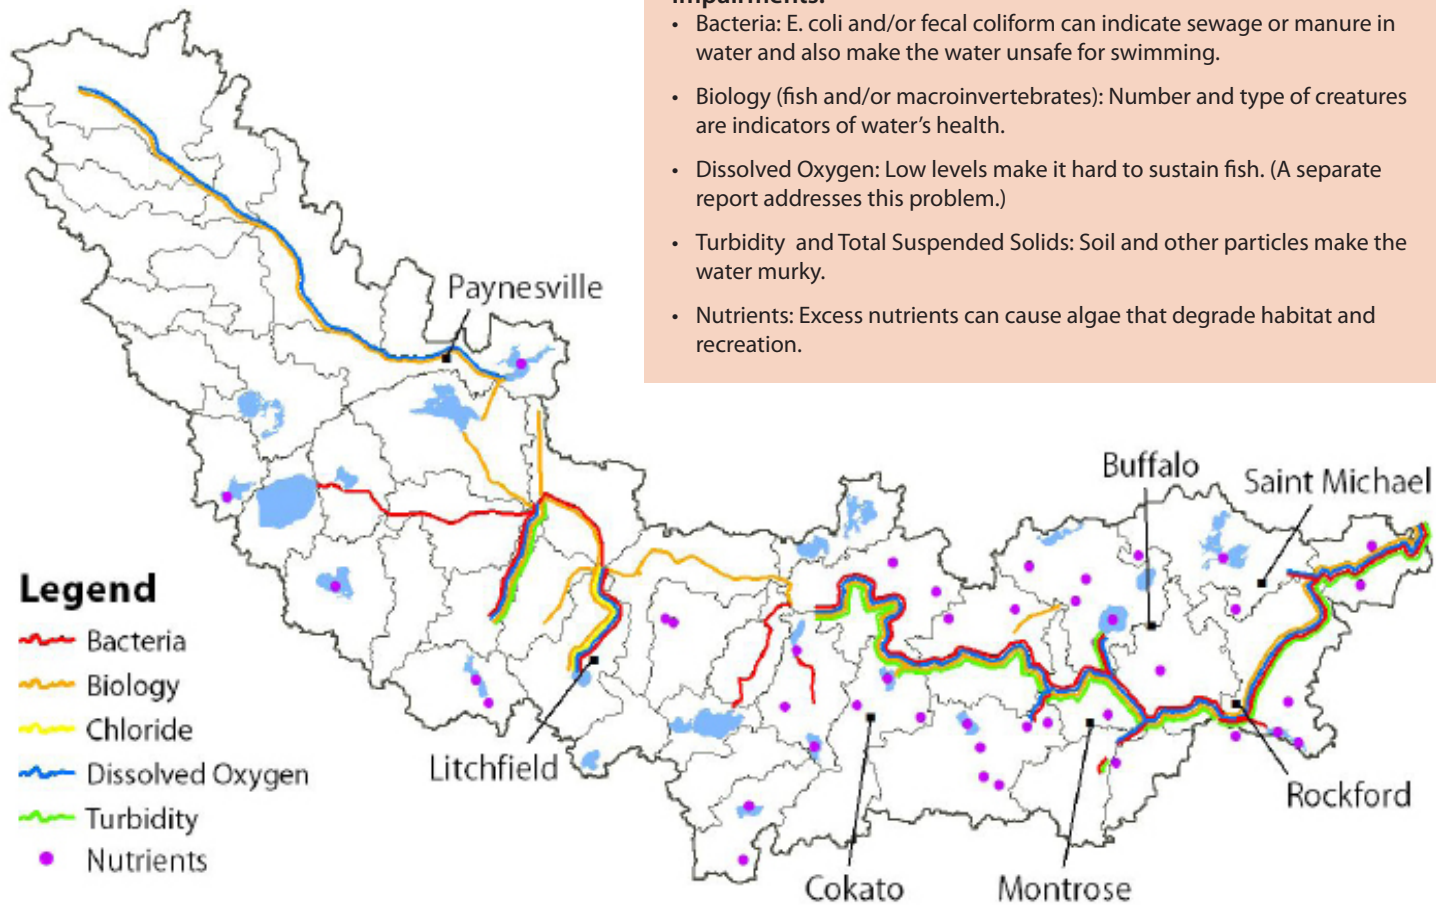 impairments:
• Bacteria: E. coli and/or fecal coliform can indicate sewage or manure in
water and also make the water unsafe for swimming.
• Biology (fish and/or macroinvertebrates): Number and type of creatures
are indicators of water’s health.
• Dissolved Oxygen: Low levels make it hard to sustain fish. (A separate
report addresses this problem.)
• Turbidity and Total Suspended Solids: Soil and other particles make the
water murky.
• Nutrients: Excess nutrients can cause algae that degrade habitat and
recreation.
Paynesville
Buffalo
Saint Michael
Legend
Bacteria
Biology
Chloride
Dissolved Oxygen
Turbidity
Nutrients
Litchfield
Rockford
Cokato
Montrose